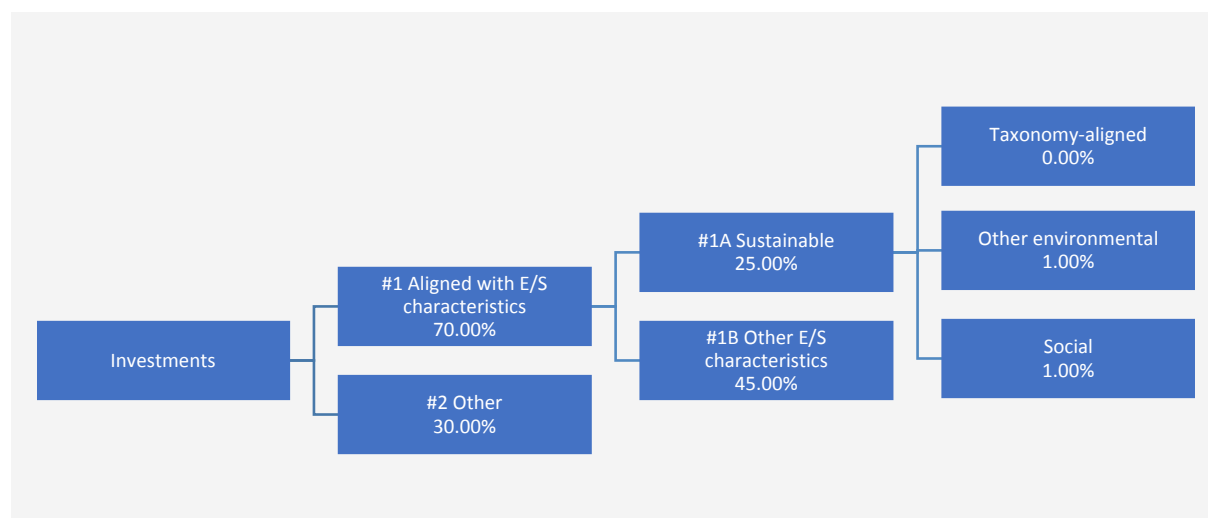 Investments
#1 Aligned with E/S
characteristics
70.00%
#2 Other
30.00%
#1A Sustainable
25.00%
#1B Other E/S
characteristics
45.00%
Taxonomy-aligned
0.00%
Other environmental
1.00%
Social
1.00%